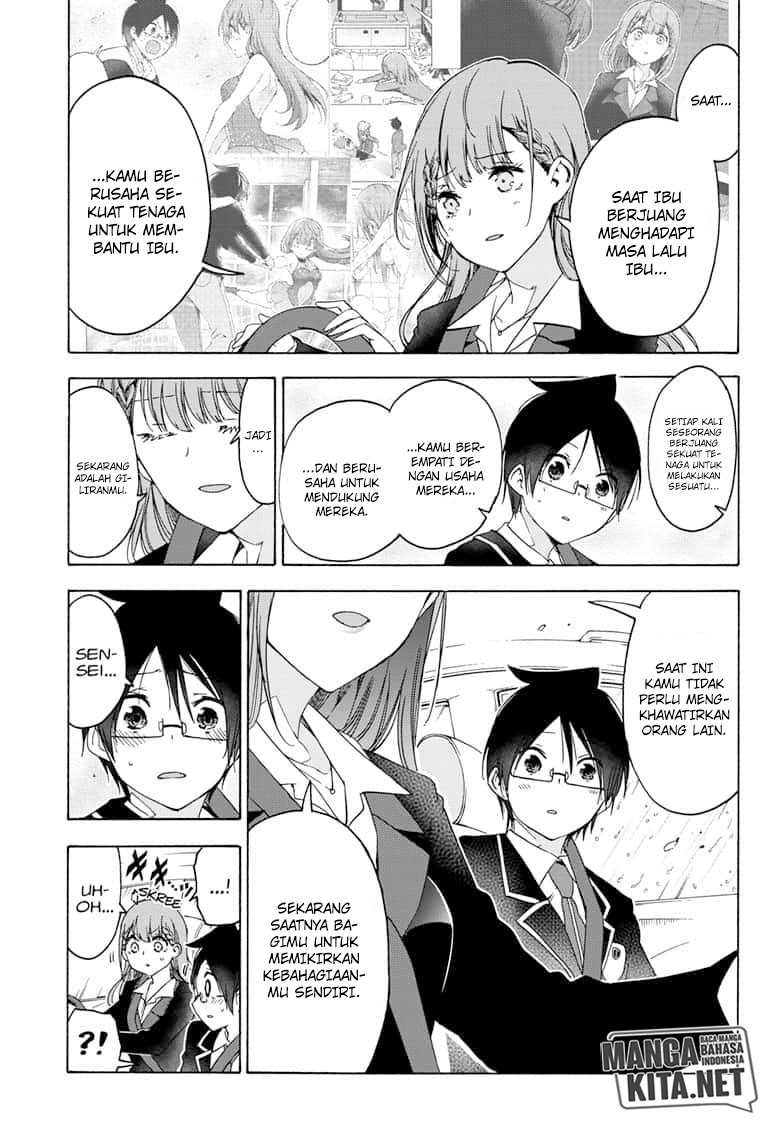 SAAT...
SAAT IBU
BERJUANG
MENGHADAPI
MASA LALU
IBU...
...KAMU BE-
RUSAHA SE-
KUAT TENAGA
UNTUK MEM-
BANTU IBU.
SETIAP KALI
SESEORANG
BERJUANG
SEKUAT TE-
NAGA UNTUK
MELAKUKAN
SESUATU...
...KAMU BER-
EMPATI DE-
NGAN USAHA
MEREKA...
...DAN BERU-
SAHA UNTUK
MENDUKUNG
MEREKA.
JADI
...
SEKARANG
ADALAH GI-
LIRANMU.
SAAT INI
KAMU TIDAK
PERLU MENG-
KHAWATIRKAN
ORANG LAIN.
SEKARANG
SAATNYA BA-
GIMU UNTUK
MEMIKIRKAN
KEBAHAGIAAN-
MU SENDIRI.
SEN-
SEI...
...!
SKREE
UH-
OH...
?!
MANGA
KITA.NET
BACA MANGA
BAHASA
INDONESIA